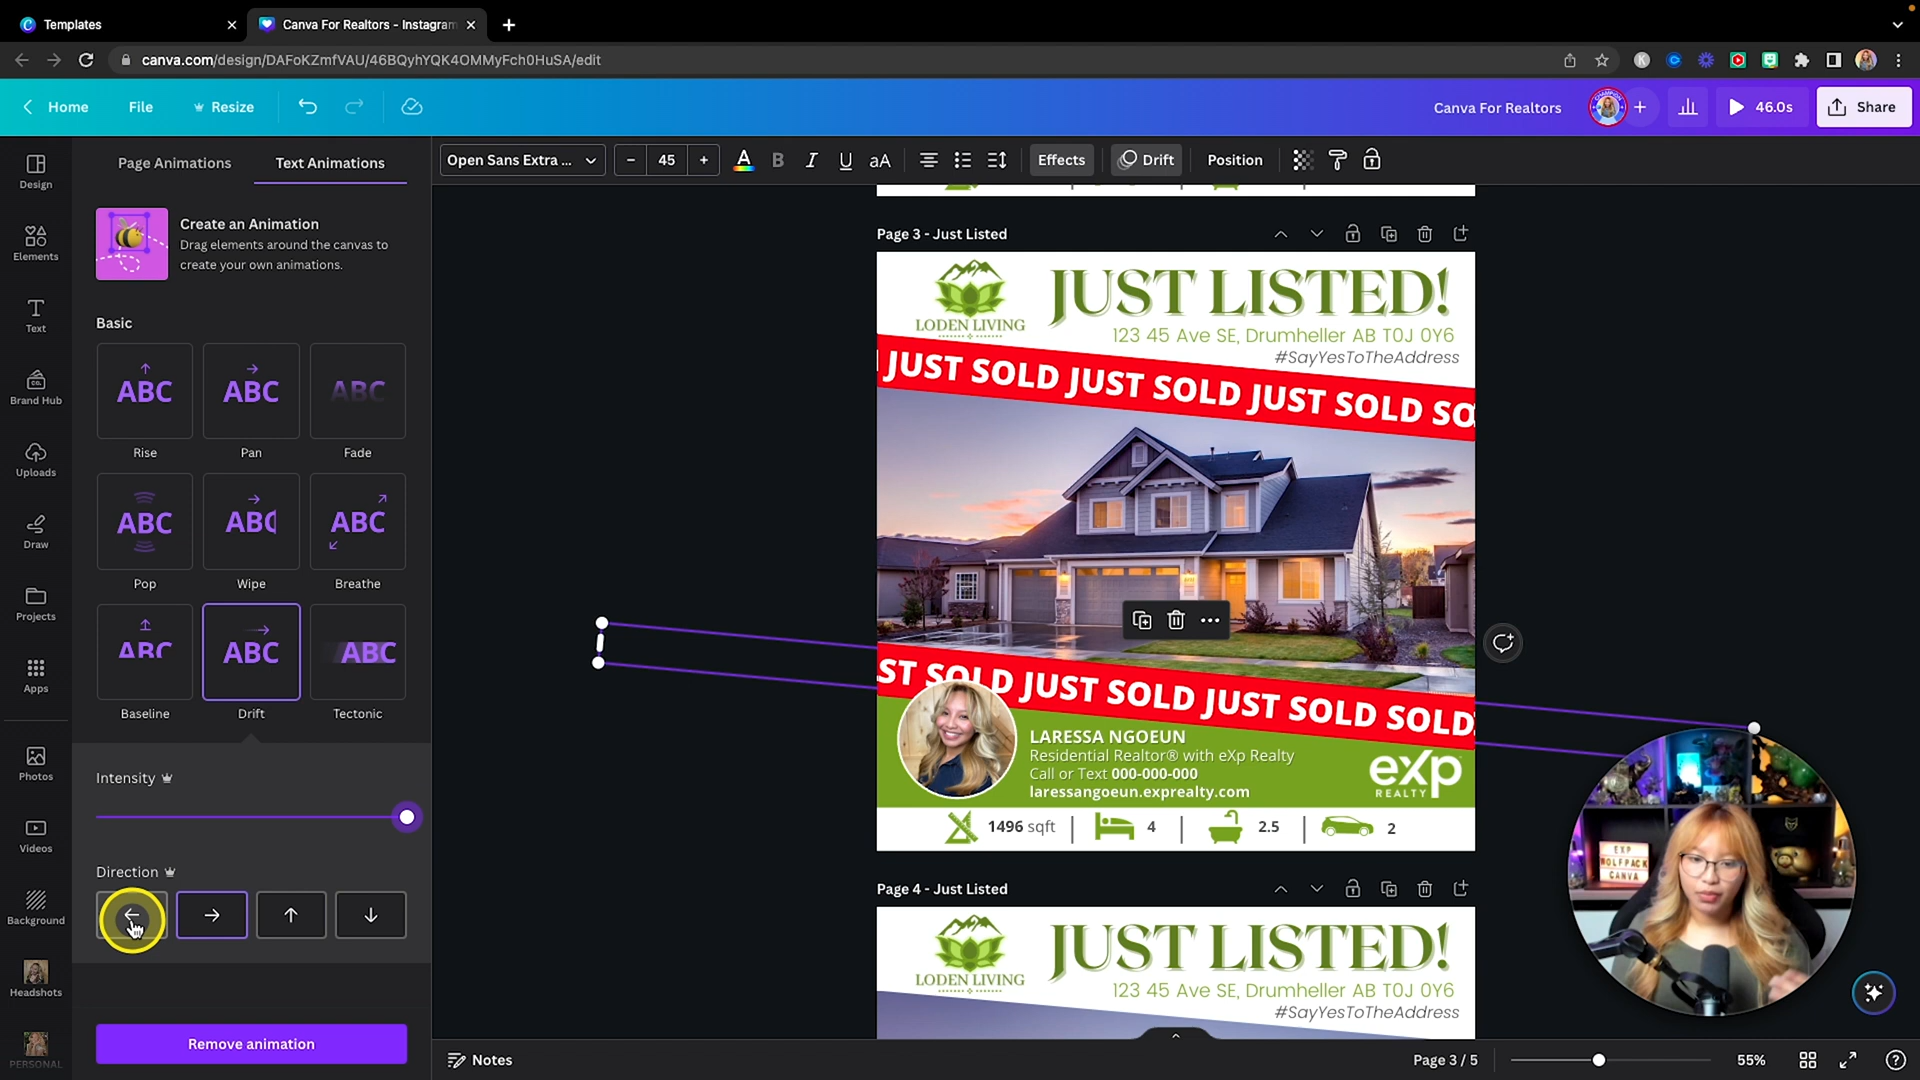 Templates
Canva For Realtors - Instagram
canva.com/design/DAFoKZmfVAU/46BQyhYQK4OMMyFch0HuSA/edit
Home
File
Resize
Canva For Realtors
46.0s
Share
Design
Elements
Text
Brand Hub
Uploads
Draw
Projects
Apps
Photos
Videos
Background
Headshots
PERSONAL
Page Animations
Text Animations
Create an Animation
Drag elements around the canvas to
create your own animations.
Basic
ABC
ABC
ABC
Rise
Pan
Fade
ABC
ABC
ABC
Pop
Wipe
Breathe
ABC
ABC
ABC
Baseline
Drift
Tectonic
Intensity
Direction
Remove animation
Open Sans Extra ...
45
A
B
I
U
aA
Effects
Drift
Position
Page 3 - Just Listed
LODEN LIVING
JUST LISTED!
123 45 Ave SE, Drumheller AB T0J 0Y6
#SayYesToTheAddress
JUST SOLD JUST SOLD JUST SOLD SO
ST SOLD JUST SOLD JUST SOLD SOLD
LARESSA NGOEUN
Residential Realtor® with eXp Realty
Call or Text 000-000-000
laressangoeun.exprealty.com
eXp
REALTY
1496 sqft
4
2.5
2
Page 4 - Just Listed
LODEN LIVING
JUST LISTED!
123 45 Ave SE, Drumheller AB T0J 0Y6
#SayYesToTheAddress
EXP
WOLFPACK
CANVA
Notes
Page 3 / 5
55%